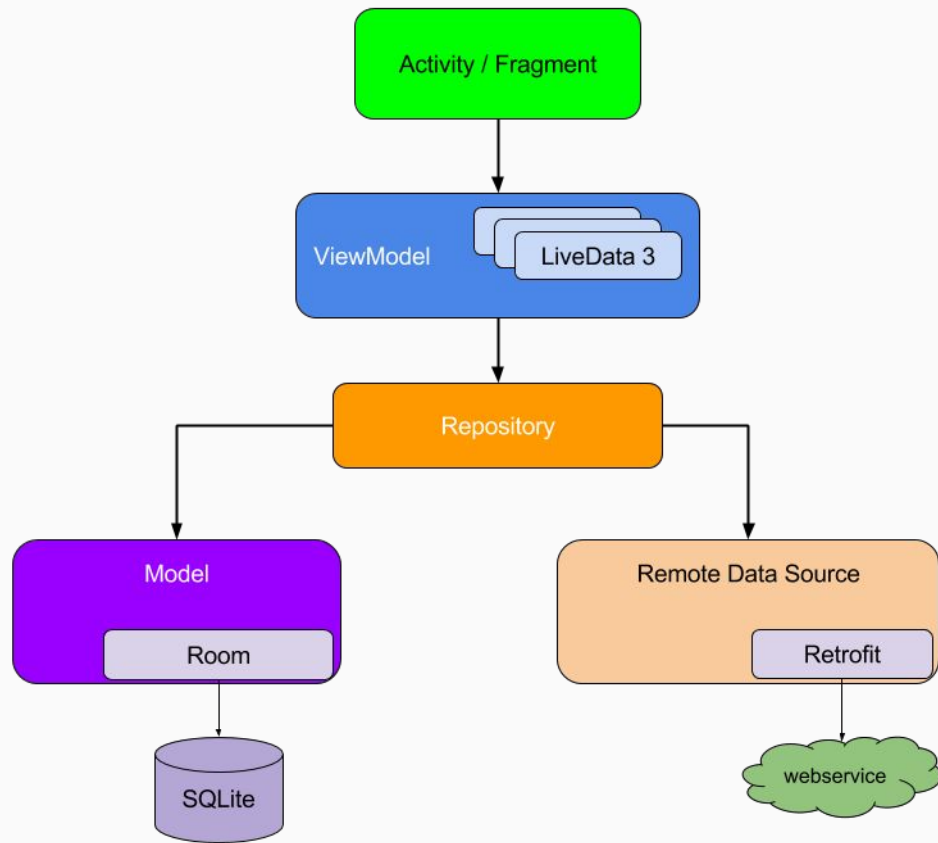 Activity / Fragment
ViewModel
LiveData 3
Repository
Model
Room
SQLite
Remote Data Source
Retrofit
webservice